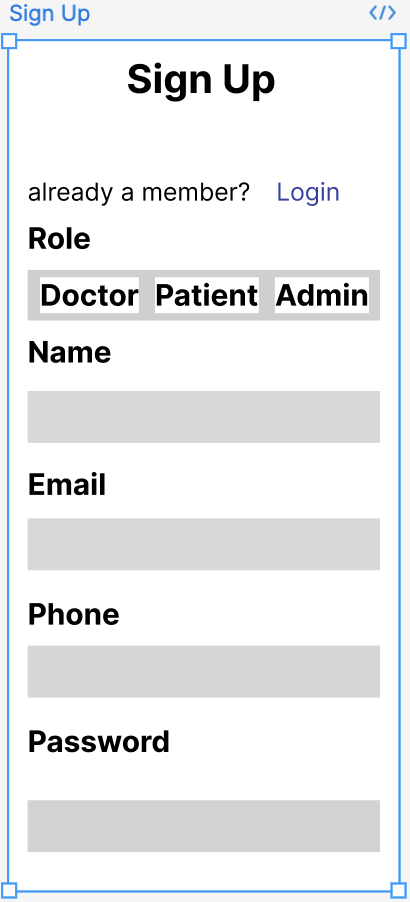 Sign Up
Sign Up
already a member? Login
Role
Doctor Patient Admin
Name
Email
Phone
Password